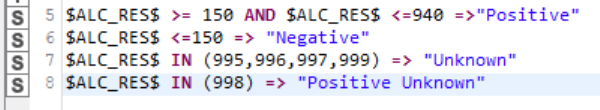 S 5 $ALC_RES$ >= 150 AND $ALC_RES$ <=940 =>"Positive"
S 6 $ALC_RES$ <=150 => "Negative"
S 7 $ALC_RES$ IN (995,996,997,999) => "Unknown"
S 8 $ALC_RES$ IN (998) => "Positive Unknown"